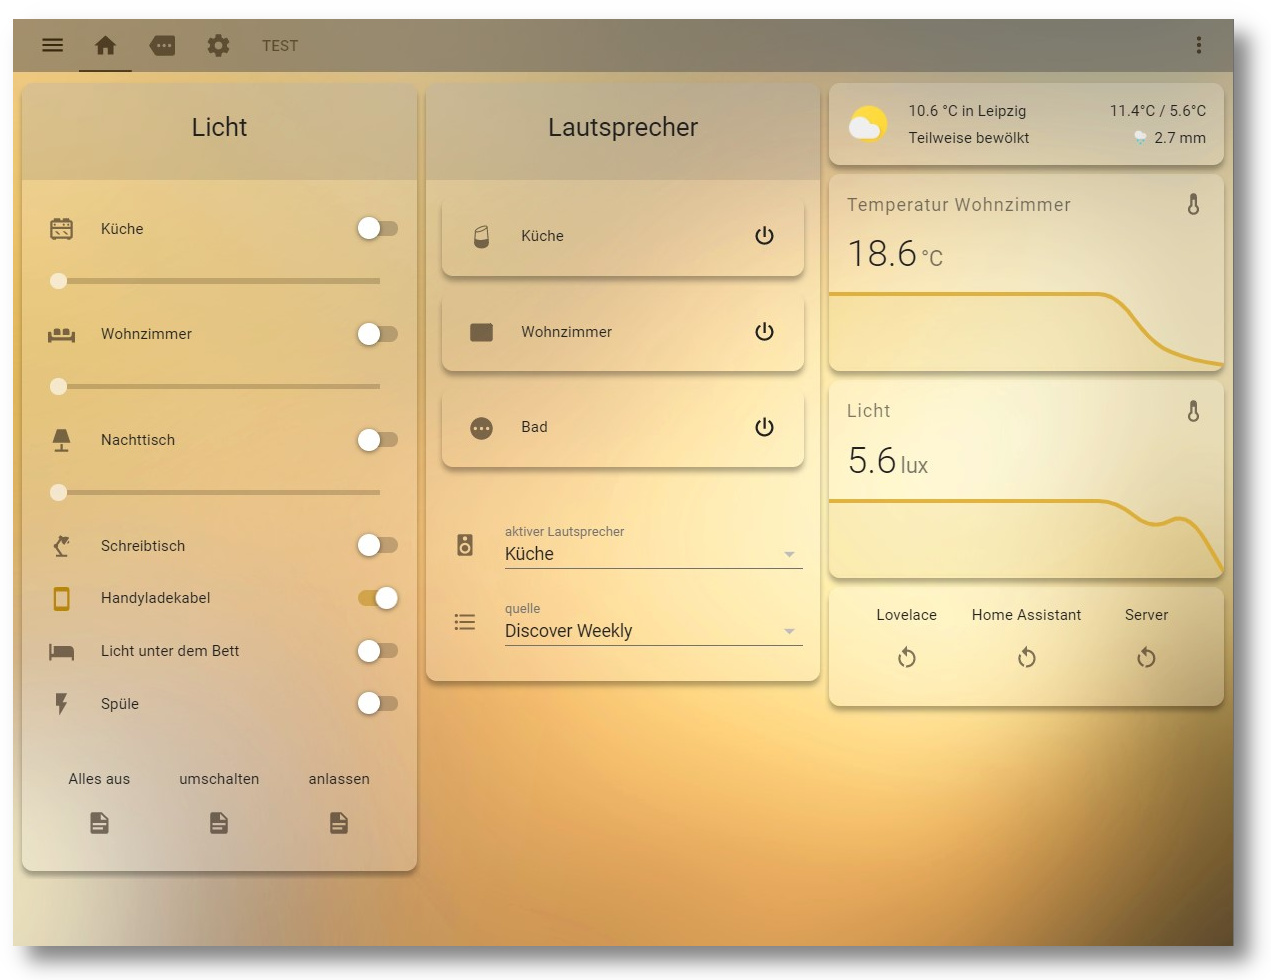 TEST
Licht
Küche
Wohnzimmer
Nachttisch
Schreibtisch
Handyladekabel
Licht unter dem Bett
Spüle
Alles aus umschalten anlassen
Lautsprecher
Küche
Wohnzimmer
Bad
aktiver Lautsprecher
Küche
quelle
Discover Weekly
10.6 °C in Leipzig 11.4°C / 5.6°C
Teilweise bewölkt 2.7 mm
Temperatur Wohnzimmer
18.6 °C
Licht
5.6 lux
Lovelace Home Assistant Server